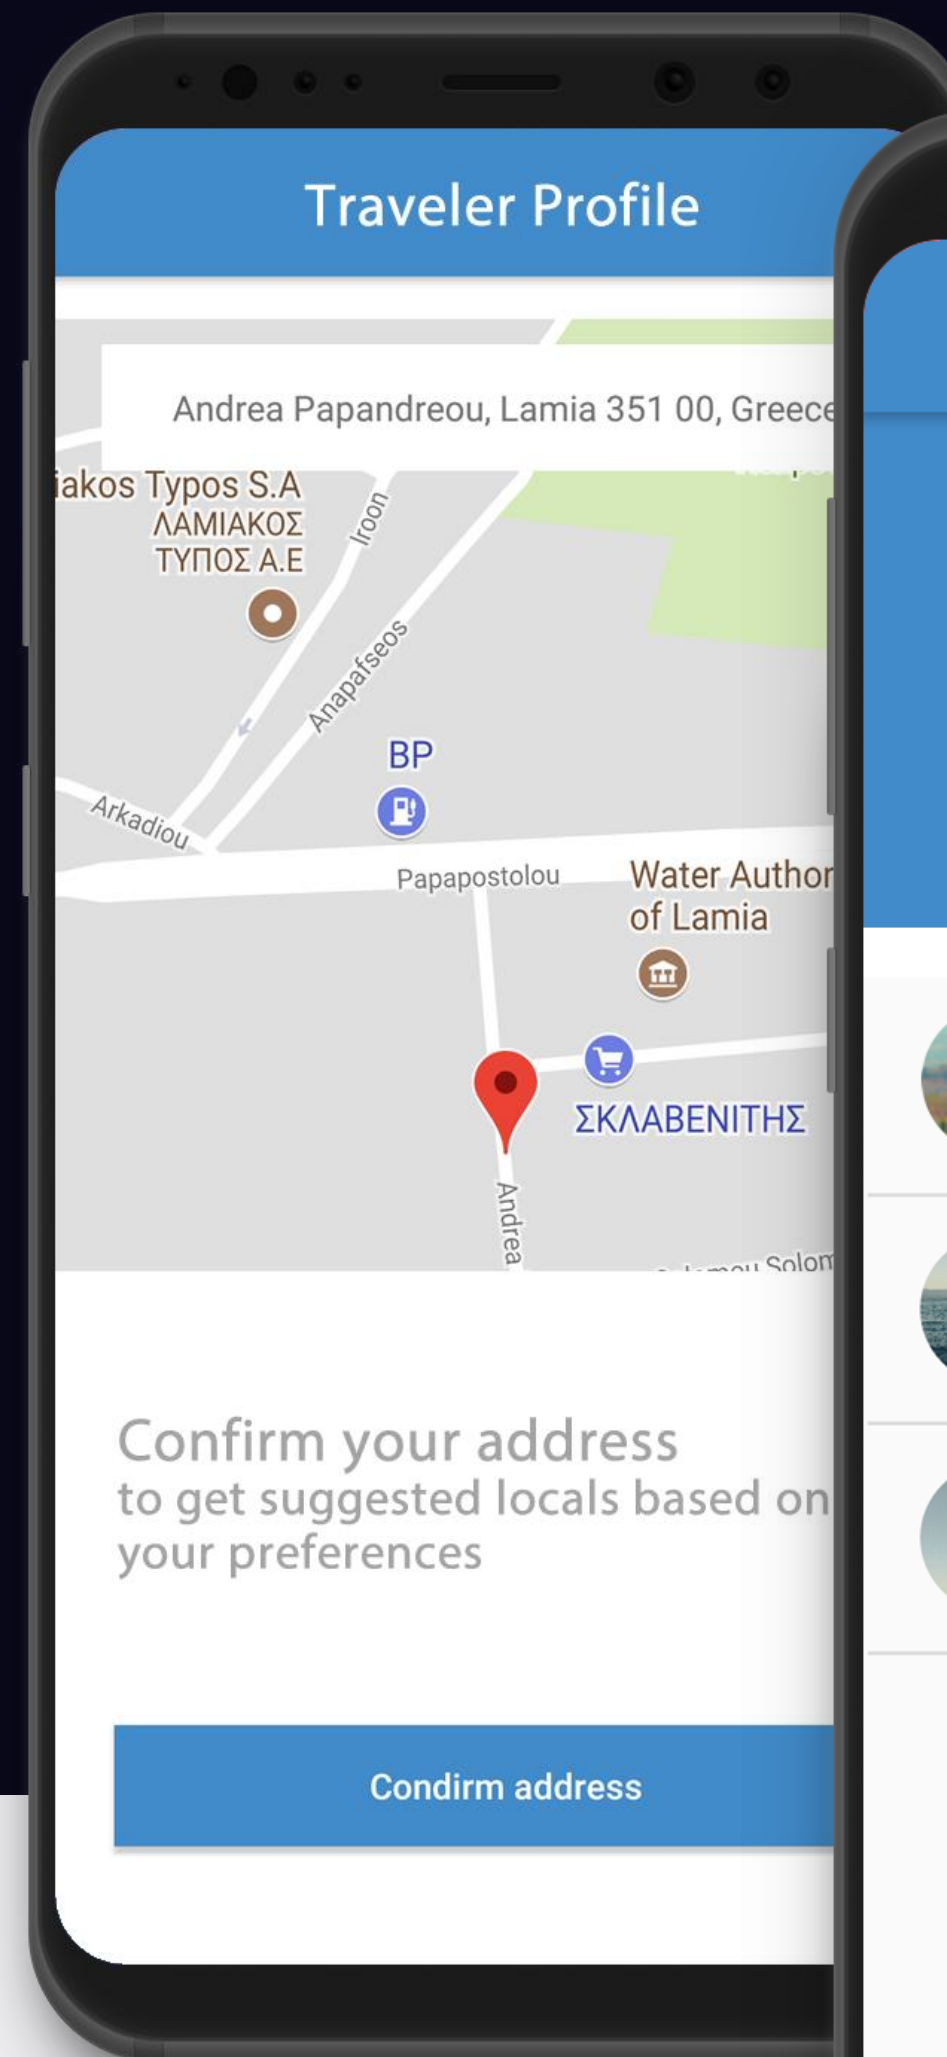 Traveler Profile
Andrea Papandreou, Lamia 351 00, Greece
iakos Typos S.A
ΛΑΜΙΑΚΟΣ
ΤΥΠΟΣ Α.Ε
Iroon
Anapafseos
BP
Arkadiou
Papapostolou
Water Author
of Lamia
ΣΚΛΑΒΕΝΙΤΗΣ
Andrea
Solom
Confirm your address
to get suggested locals based on
your preferences
Condirm address